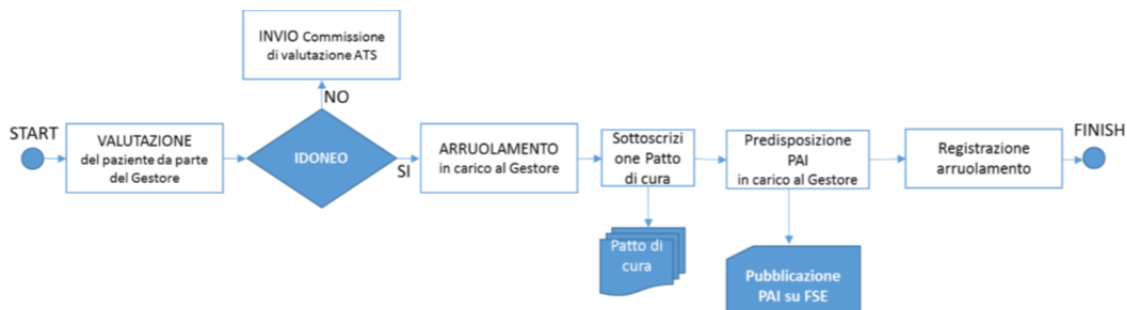 START
VALUTAZIONE
del paziente da parte
del Gestore
IDONEO
NO
INVIO Commissione
di valutazione ATS
SI
ARRUOLAMENTO
in carico al Gestore
Sottoscrizi
one Patto
di cura
Patto di
cura
Predisposizione
PAI
in carico al Gestore
Pubblicazione
PAI su FSE
Registrazione
arruolamento
FINISH